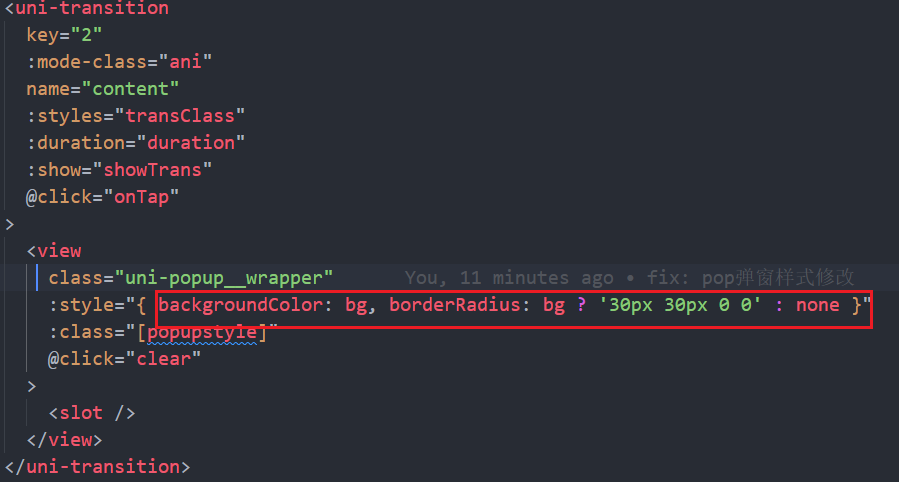 <uni-transition
key="2"
:mode-class="ani"
name="content"
:styles="transClass"
:duration="duration"
:show="showTrans"
@click="onTap"
>
<view
class="uni-popup__wrapper" You, 11 minutes ago • fix: pop弹窗样式修改
:style="{ backgroundColor: bg, borderRadius: bg ? '30px 30px 0 0' : none }"
:class="[popupstyle]"
@click="clear"
>
<slot />
</view>
</uni-transition>